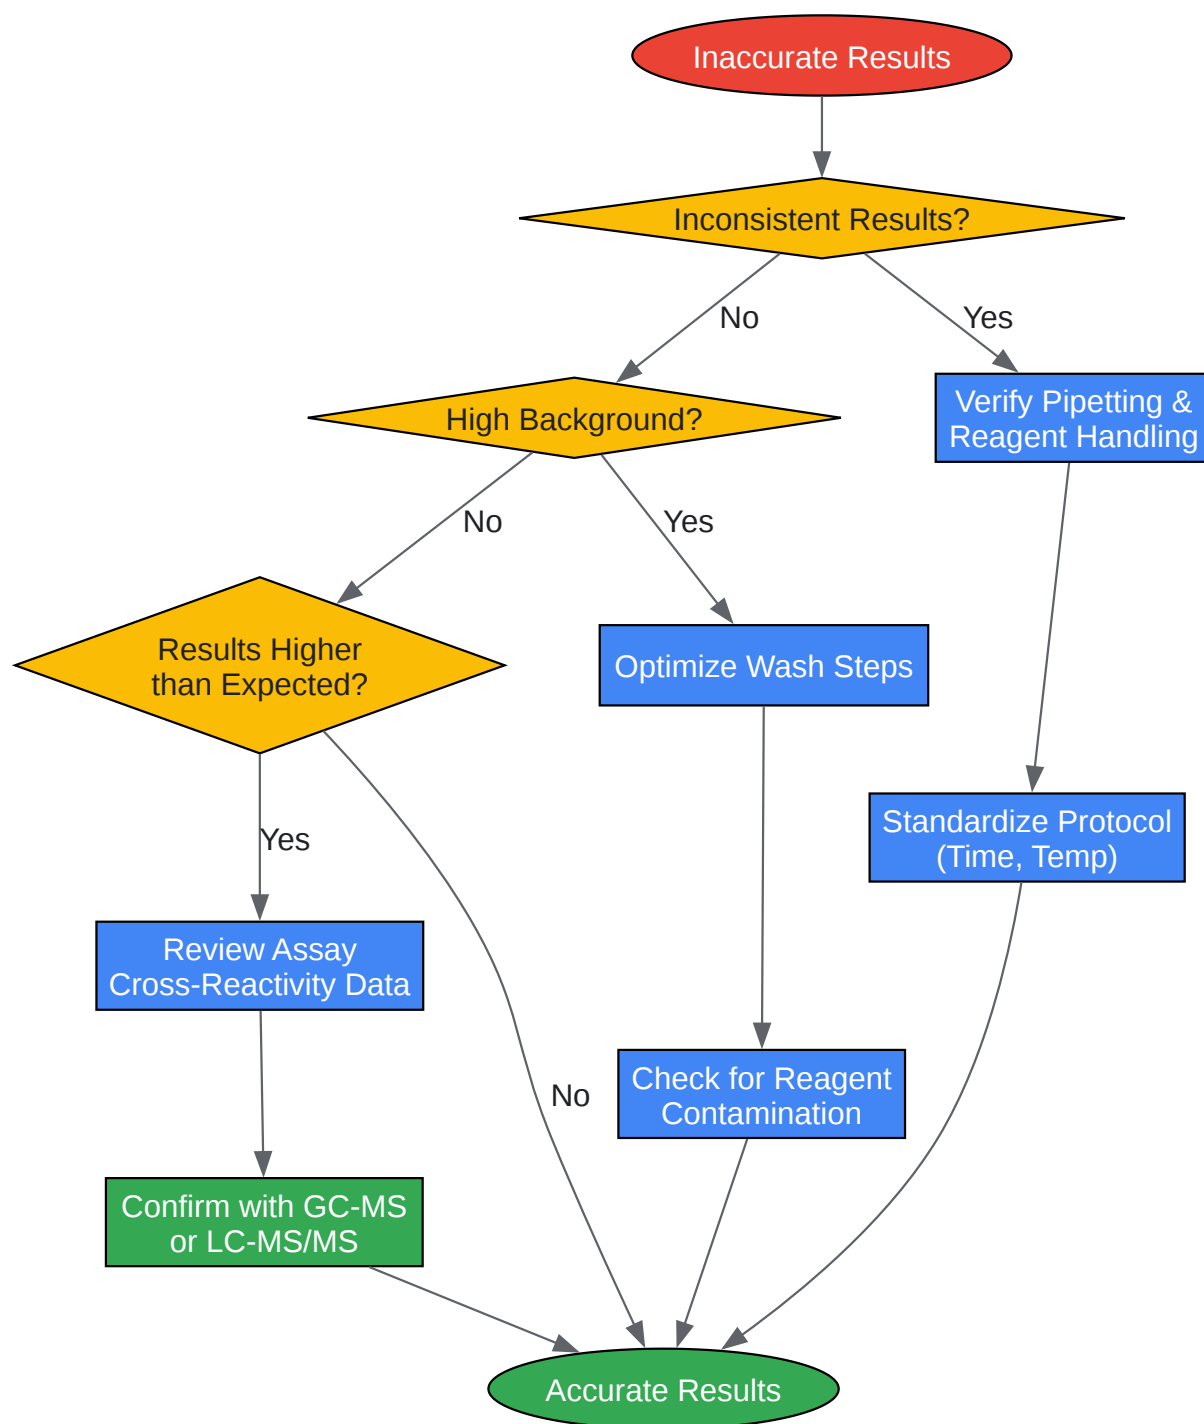 Inaccurate Results
Inconsistent Results?
No
Yes
High Background?
Verify Pipetting &
Reagent Handling
No
Yes
Results Higher
than Expected?
Optimize Wash Steps
Standardize Protocol
(Time, Temp)
Yes
Review Assay
Cross-Reactivity Data
No
Check for Reagent
Contamination
Confirm with GC-MS
or LC-MS/MS
Accurate Results